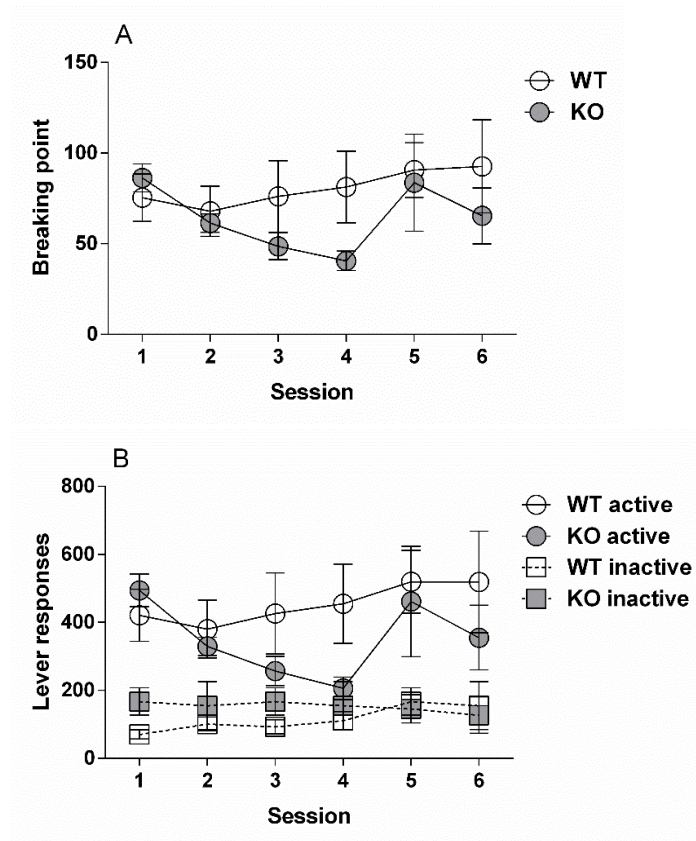 A
150
100
50
0
Breaking point
1 2 3 4 5 6
Session
WT
KO
B
800
600
400
200
0
Lever responses
1 2 3 4 5 6
Session
WT active
KO active
WT inactive
KO inactive